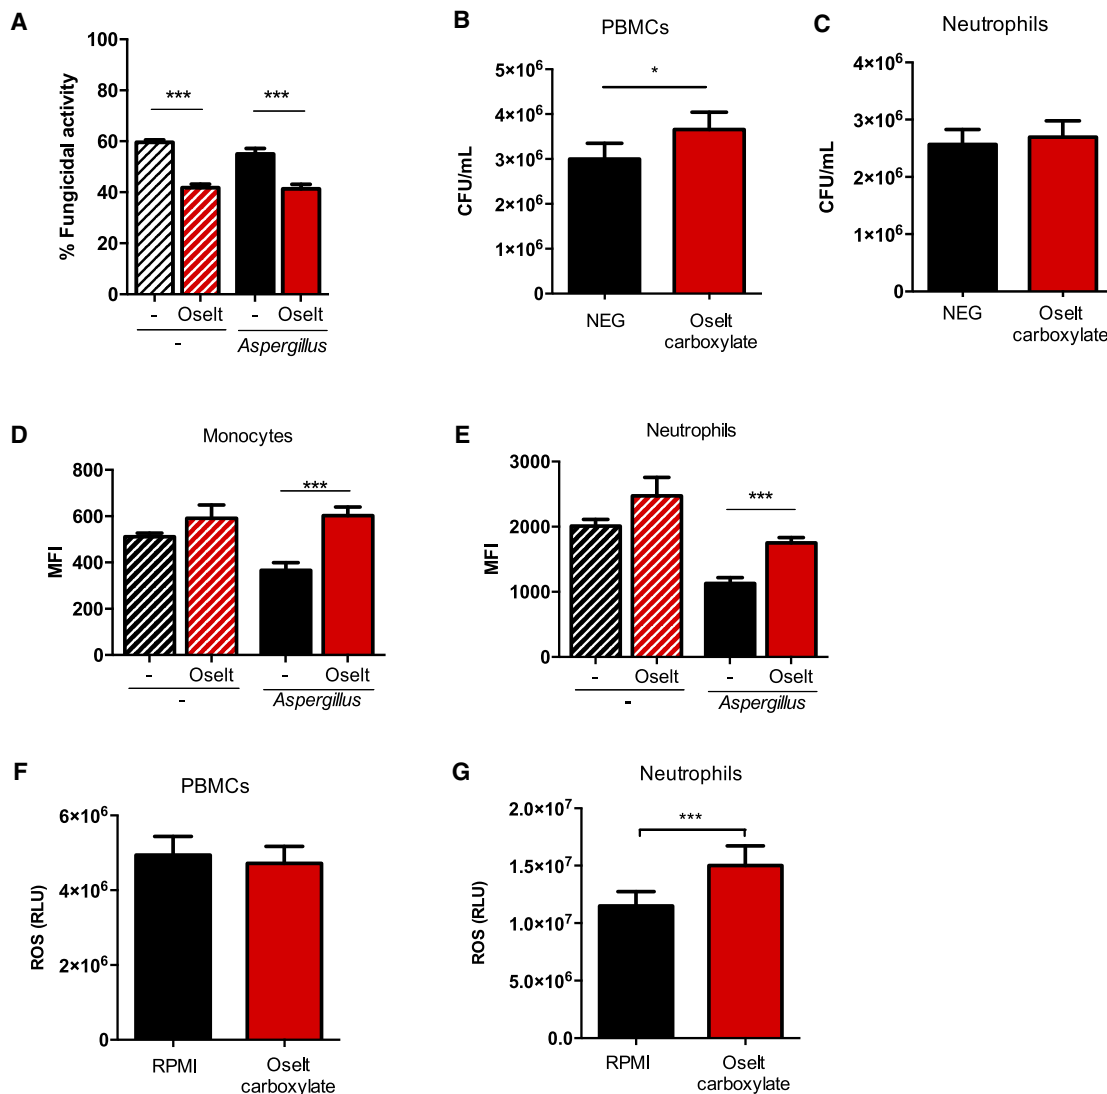 A
% Fungicidal activity
100
80
60
40
20
0
***
***
-
Oselt
-
Oselt
-
Aspergillus
B
PBMCs
CFU/mL
5×10⁶
4×10⁶
3×10⁶
2×10⁶
1×10⁶
0
*
NEG
Oselt
carboxylate
C
Neutrophils
CFU/mL
4×10⁶
3×10⁶
2×10⁶
1×10⁶
0
NEG
Oselt
carboxylate
D
Monocytes
MFI
800
600
400
200
0
***
-
Oselt
-
Oselt
-
Aspergillus
E
Neutrophils
MFI
3000
2000
1000
0
***
-
Oselt
-
Oselt
-
Aspergillus
F
PBMCs
ROS (RLU)
6×10⁶
4×10⁶
2×10⁶
0
RPMI
Oselt
carboxylate
G
Neutrophils
ROS (RLU)
2.0×10⁷
1.5×10⁷
1.0×10⁷
5.0×10⁶
0.0
***
RPMI
Oselt
carboxylate